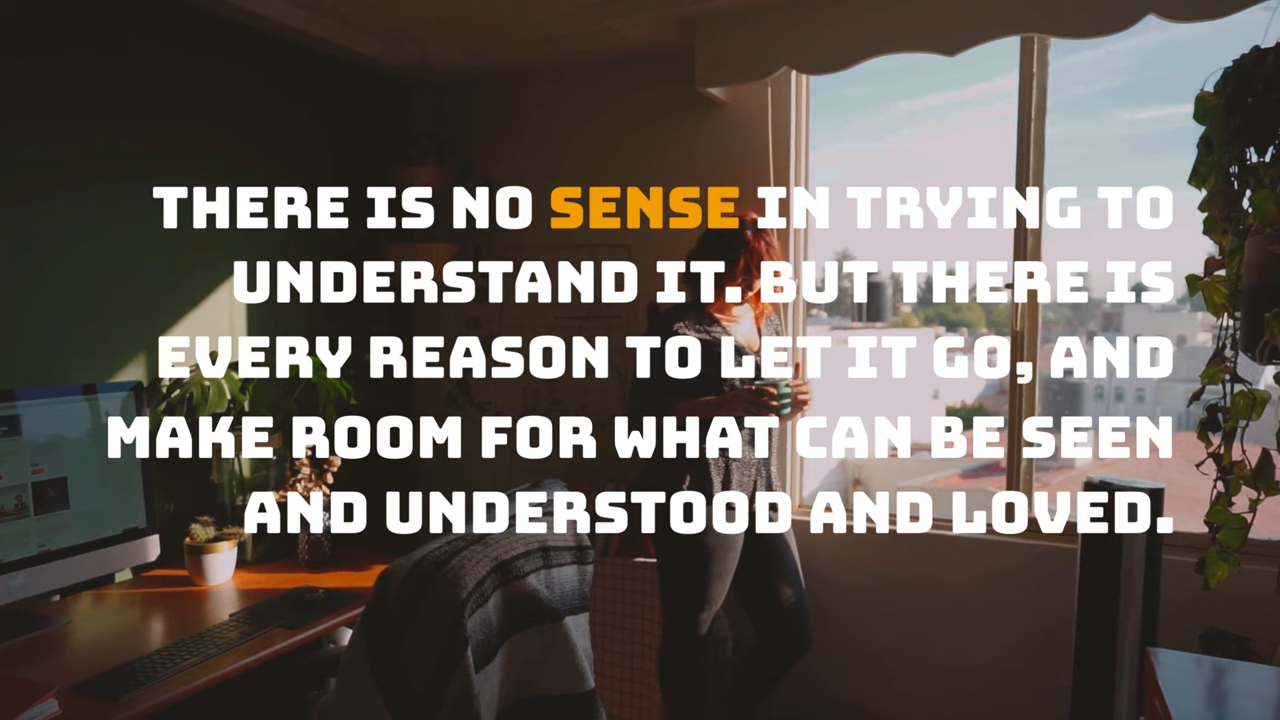 THERE IS NO SENSE IN TRYING TO
UNDERSTAND IT. BUT THERE IS
EVERY REASON TO LET IT GO, AND
MAKE ROOM FOR WHAT CAN BE SEEN
AND UNDERSTOOD AND LOVED.